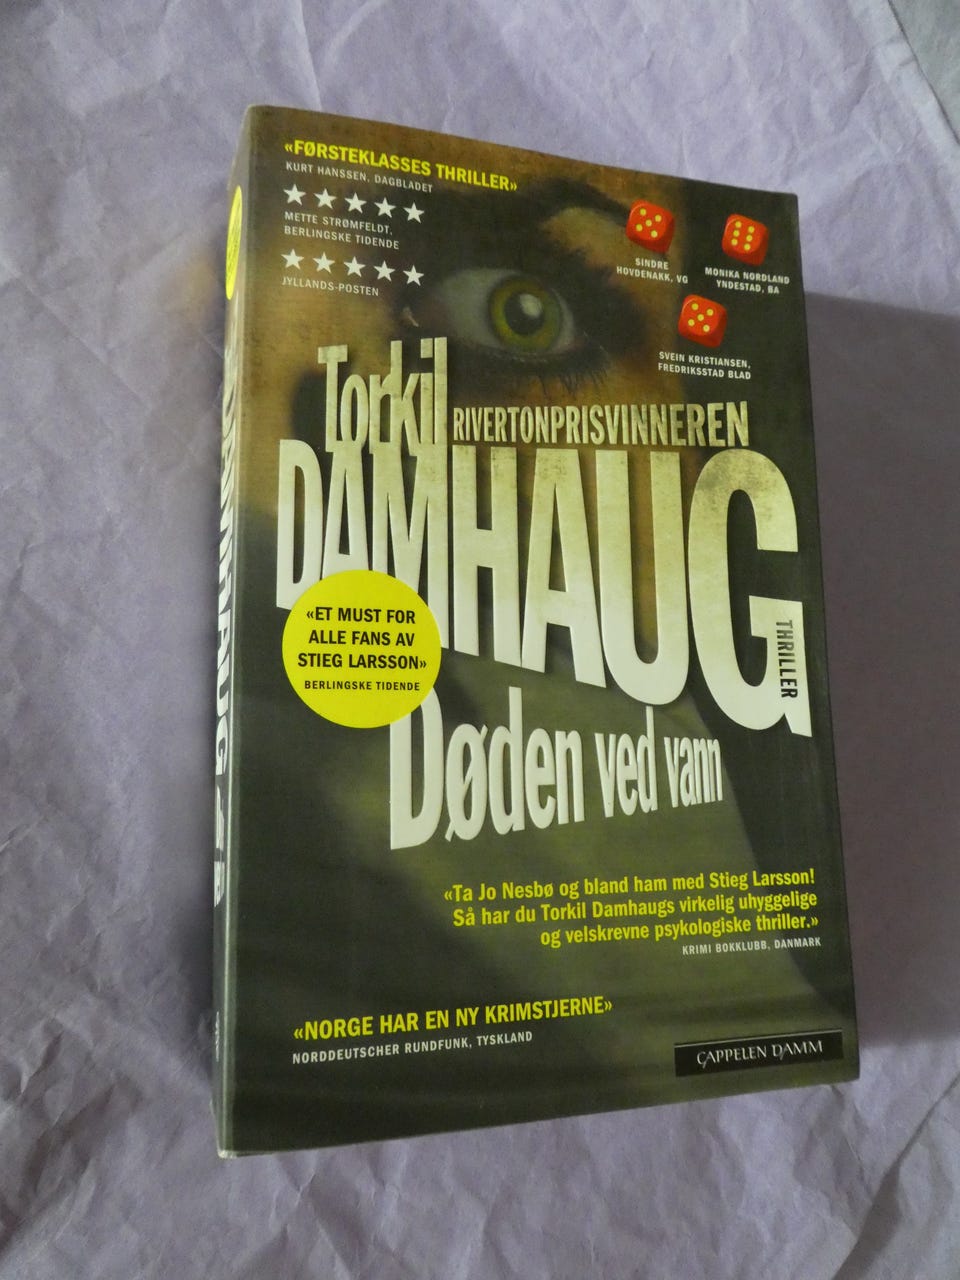 «FØRSTEKLASSES THRILLER»
KURT HANSSEN, DAGBLADET
METTE STRØMFELDT,
BERLINGSKE TIDENDE
JYLLANDS-POSTEN
SINDRE
HOVDENAKK, VG
MONIKA NORDLAND
YNDESTAD, BA
SVEIN KRISTIANSEN,
FREDRIKSSTAD BLAD
Torkil
RIVERTONPRISVINNEREN
DAMHAUG
THRILLER
«ET MUST FOR
ALLE FANS AV
STIEG LARSSON»
BERLINGSKE TIDENDE
Døden ved vann
«Ta Jo Nesbø og bland ham med Stieg Larsson!
Så har du Torkil Damhaugs virkelig uhyggelige
og velskrevne psykologiske thriller.»
KRIMI BOKKLUBB, DANMARK
«NORGE HAR EN NY KRIMSTJERNE»
NORDDEUTSCHER RUNDFUNK, TYSKLAND
CAPPELEN DAMM
DAMHAUG